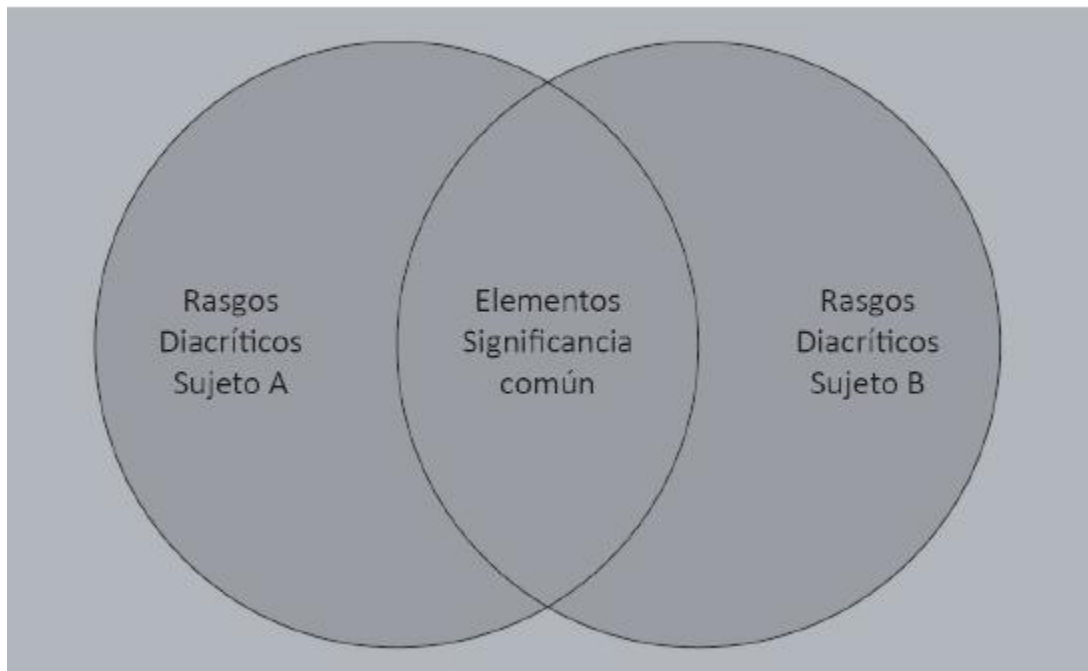 Rasgos
Diacríticos
Sujeto A
Elementos
Significancia
común
Rasgos
Diacríticos
Sujeto B